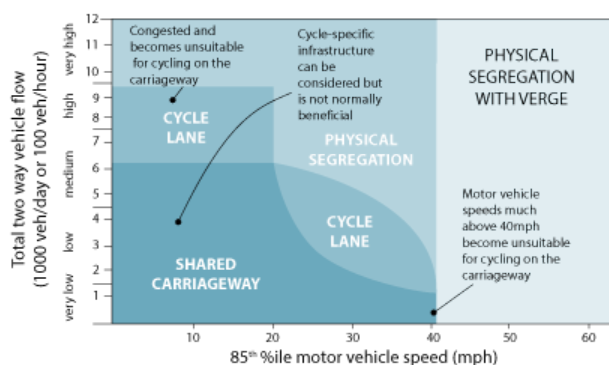 Total two way vehicle flow
(1000 veh/day or 100 veh/hour)
very high
high
medium
low
very low
12
11
10
9
8
7
6
5
4
3
2
1
Congested and
becomes unsuitable
for cycling on the
carriageway
Cycle-specific
infrastructure
can be
considered but
is not normally
beneficial
PHYSICAL
SEGREGATION
WITH VERGE
CYCLE
LANE
PHYSICAL
SEGREGATION
Motor vehicle
speeds much
above 40mph
become unsuitable
for cycling on the
carriageway
CYCLE
LANE
SHARED
CARRIAGEWAY
10
20
30
40
50
60
85th %ile motor vehicle speed (mph)